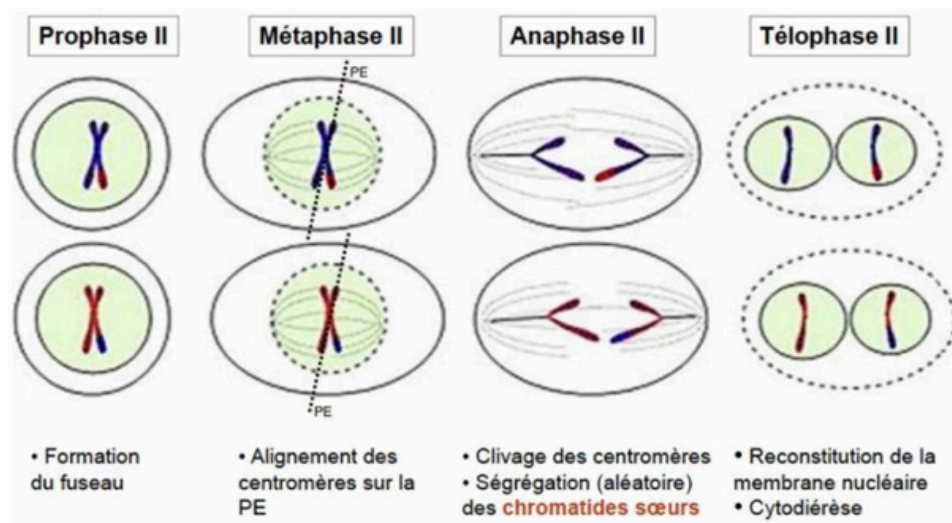 Prophase II
Métaphase II
Anaphase II
Télophase II
PE
PE
• Formation
du fuseau
• Alignement des
centromères sur la
PE
• Clivage des centromères
• Ségrégation (aléatoire)
des chromatides sœurs
• Reconstitution de la
membrane nucléaire
• Cytodiérèse